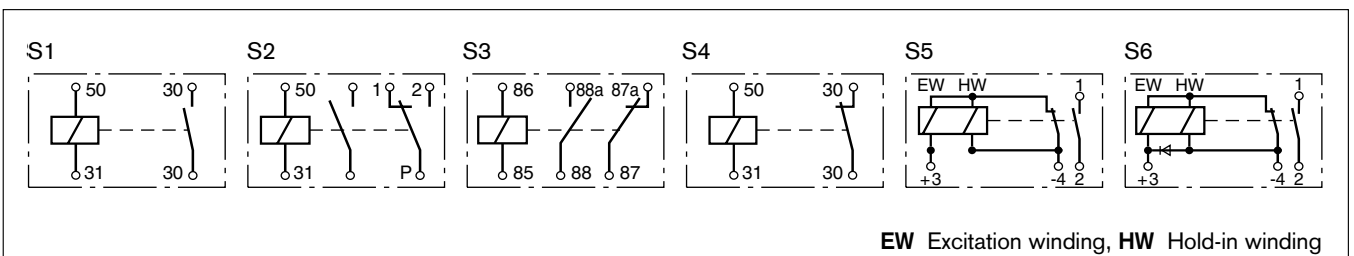 S1 S2 S3 S4 S5 S6
50 30 50 1 2 86 88a 87a 50 30 EW HW 1 EW HW 1
31 30 31 P 85 88 87 31 30 +3 -4 2 +3 -4 2
EW Excitation winding, HW Hold-in winding